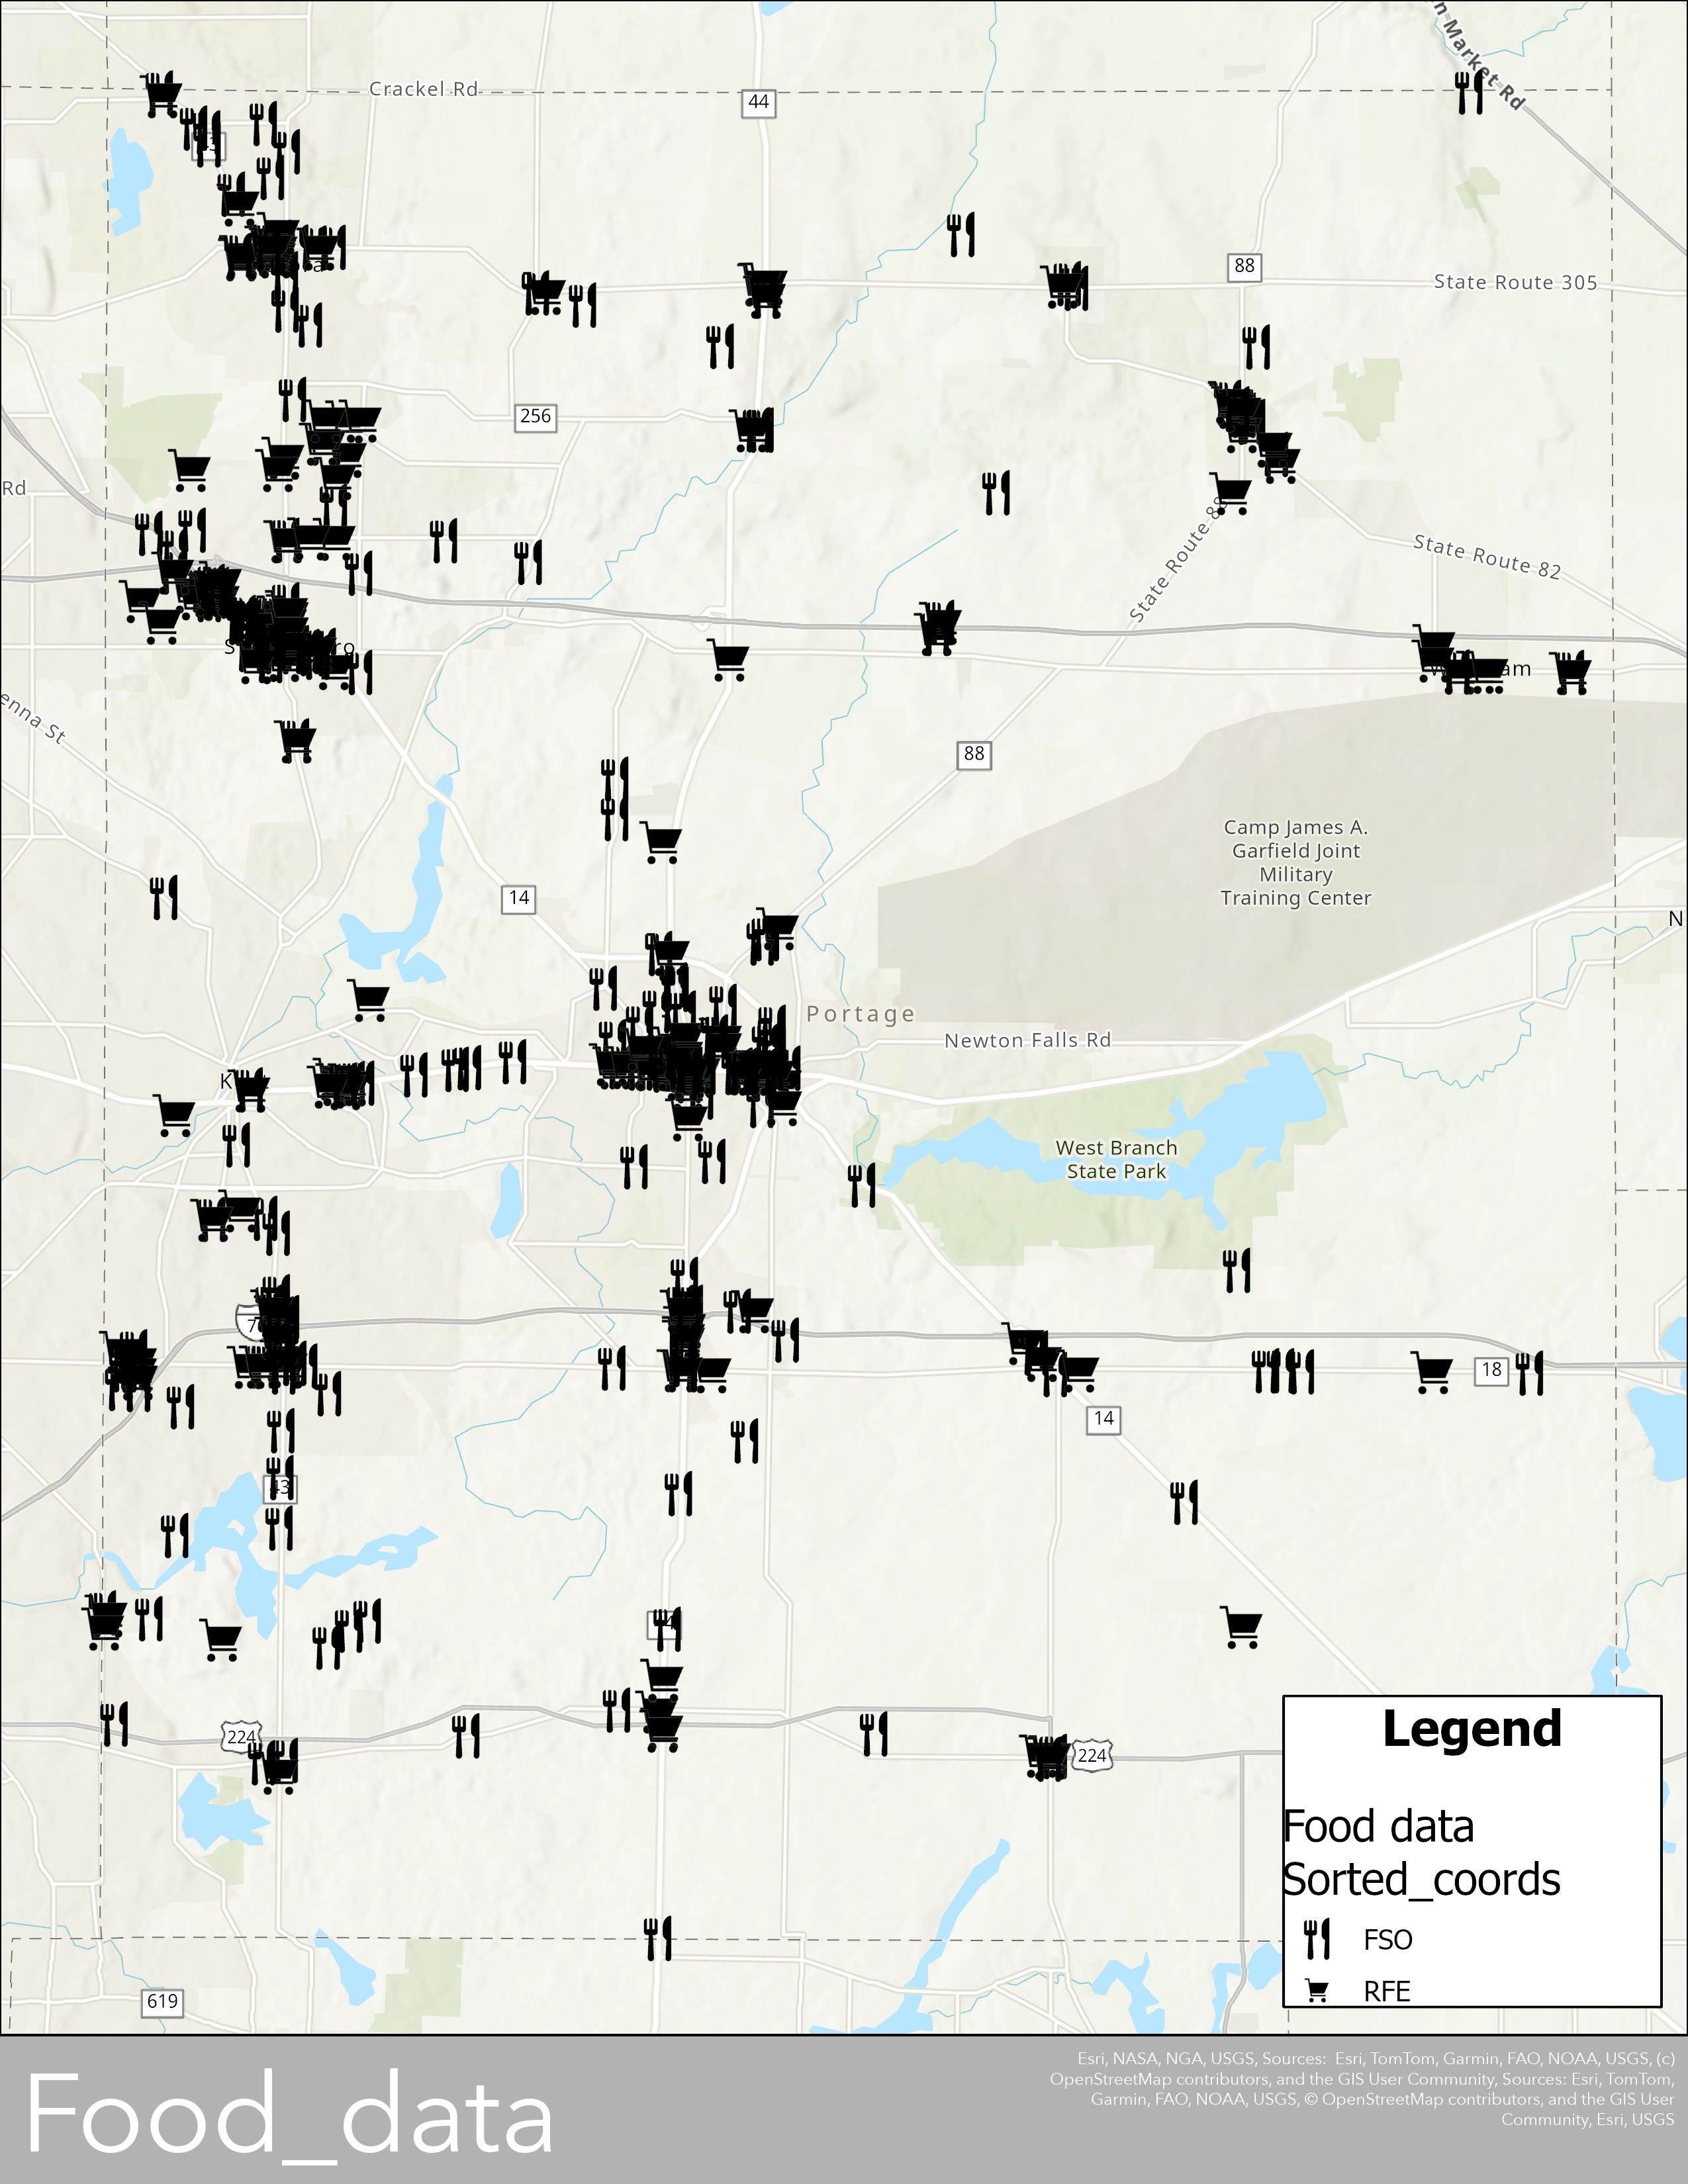 n Market Rd
Crackel Rd
44
88
State Route 305
256
Rd
State Route 82
State Route 88
enna St
88
Camp James A.
Garfield Joint
Military
Training Center
14
N
Portage
Newton Falls Rd
West Branch
State Park
18
14
43
224
224
619
Legend
Food data
Sorted_coords
FSO
RFE
Food_data
Esri, NASA, NGA, USGS, Sources: Esri, TomTom, Garmin, FAO, NOAA, USGS, (c)
OpenStreetMap contributors, and the GIS User Community, Sources: Esri, TomTom,
Garmin, FAO, NOAA, USGS, © OpenStreetMap contributors, and the GIS User
Community, Esri, USGS